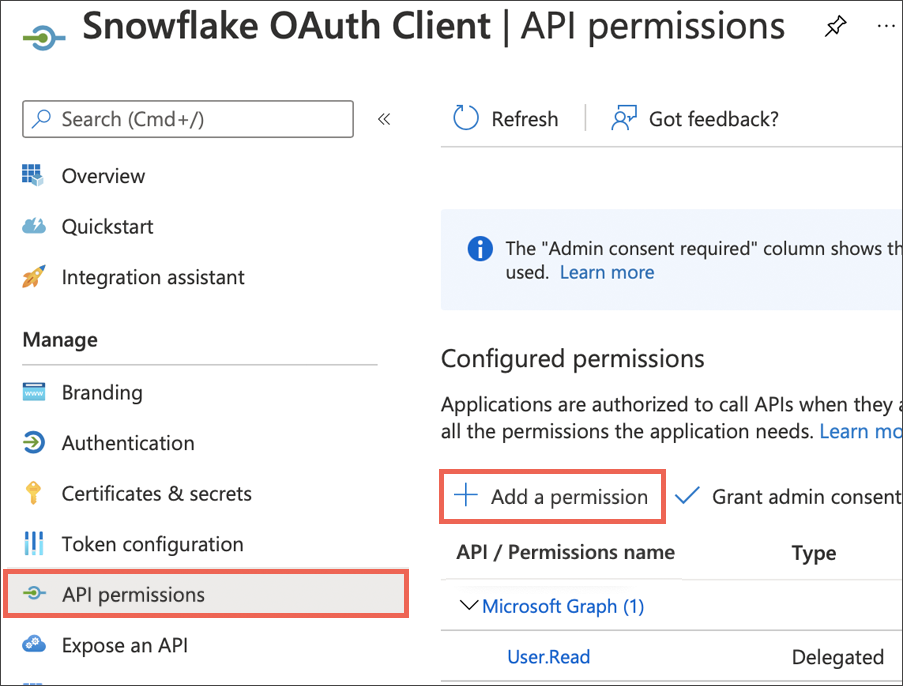 Snowflake OAuth Client | API permissions
Search (Cmd+/)
«
Refresh
Got feedback?
Overview
Quickstart
Integration assistant
Manage
Branding
Authentication
Certificates & secrets
Token configuration
API permissions
Expose an API
The "Admin consent required" column shows th
used. Learn more
Configured permissions
Applications are authorized to call APIs when they a
all the permissions the application needs. Learn mo
Add a permission
Grant admin consent
API / Permissions name
Type
Microsoft Graph (1)
User.Read
Delegated